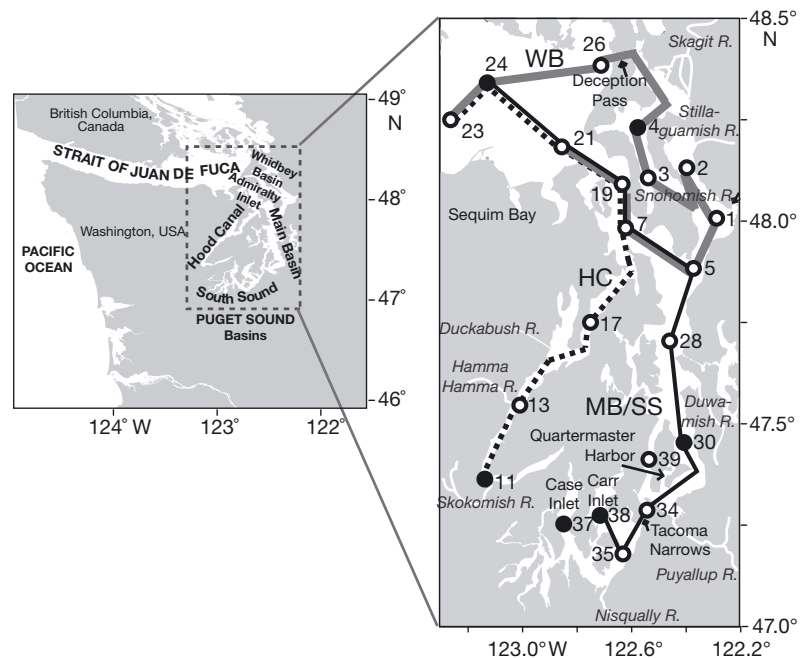 British Columbia,
Canada
49°
N
STRAIT OF JUAN DE FUCA
Whidbey
Basin
Admiralty
Inlet
48°
Washington, USA
Hood Canal
Main Basin
PACIFIC
OCEAN
South Sound
47°
PUGET SOUND
Basins
46°
124° W
123°
122°
48.5°
N
Skagit R.
26
WB
24
Deception
Pass
23
4
Stilla-
guamish R.
21
2
3
19
Snohomish R.
1
48.0°
Sequim Bay
7
5
HC
17
28
Duckabush R.
Hamma
Hamma R.
13
MB/SS
Duwa-
mish R.
47.5°
Quartermaster
Harbor
30
39
11
Skokomish R.
Case
Inlet
Carr
Inlet
37
38
34
Tacoma
Narrows
35
Puyallup R.
Nisqually R.
47.0°
123.0°W
122.6°
122.2°